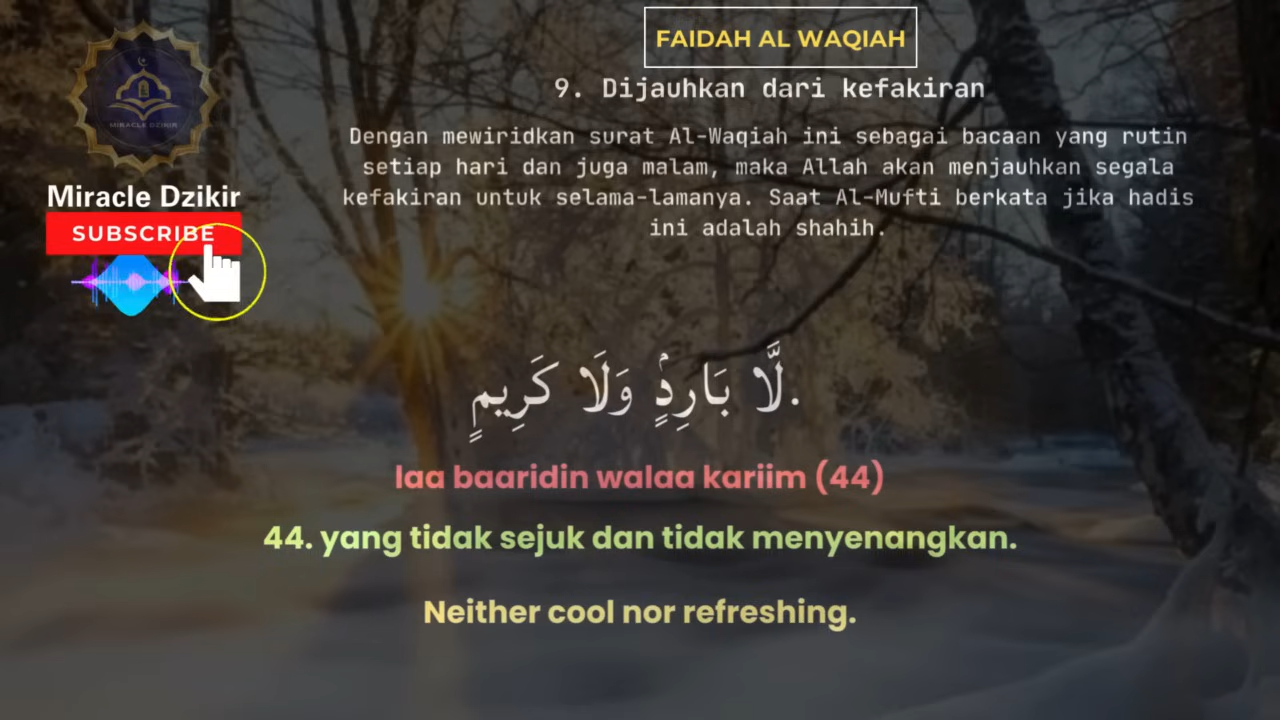 FAIDAH AL WAQIAH
9. Dijauhkan dari kefakiran
Dengan mewiridkan surat Al-Waqiah ini sebagai bacaan yang rutin
setiap hari dan juga malam, maka Allah akan menjauhkan segala
kefakiran untuk selama-lamanya. Saat Al-Mufti berkata jika hadis
ini adalah shahih.
MIRACLE DZIKIR
Miracle Dzikir
SUBSCRIBE
لَّا بَارِدٍۢ وَلَا كَرِيمٍ.
laa baaridin walaa kariim (44)
44. yang tidak sejuk dan tidak menyenangkan.
Neither cool nor refreshing.